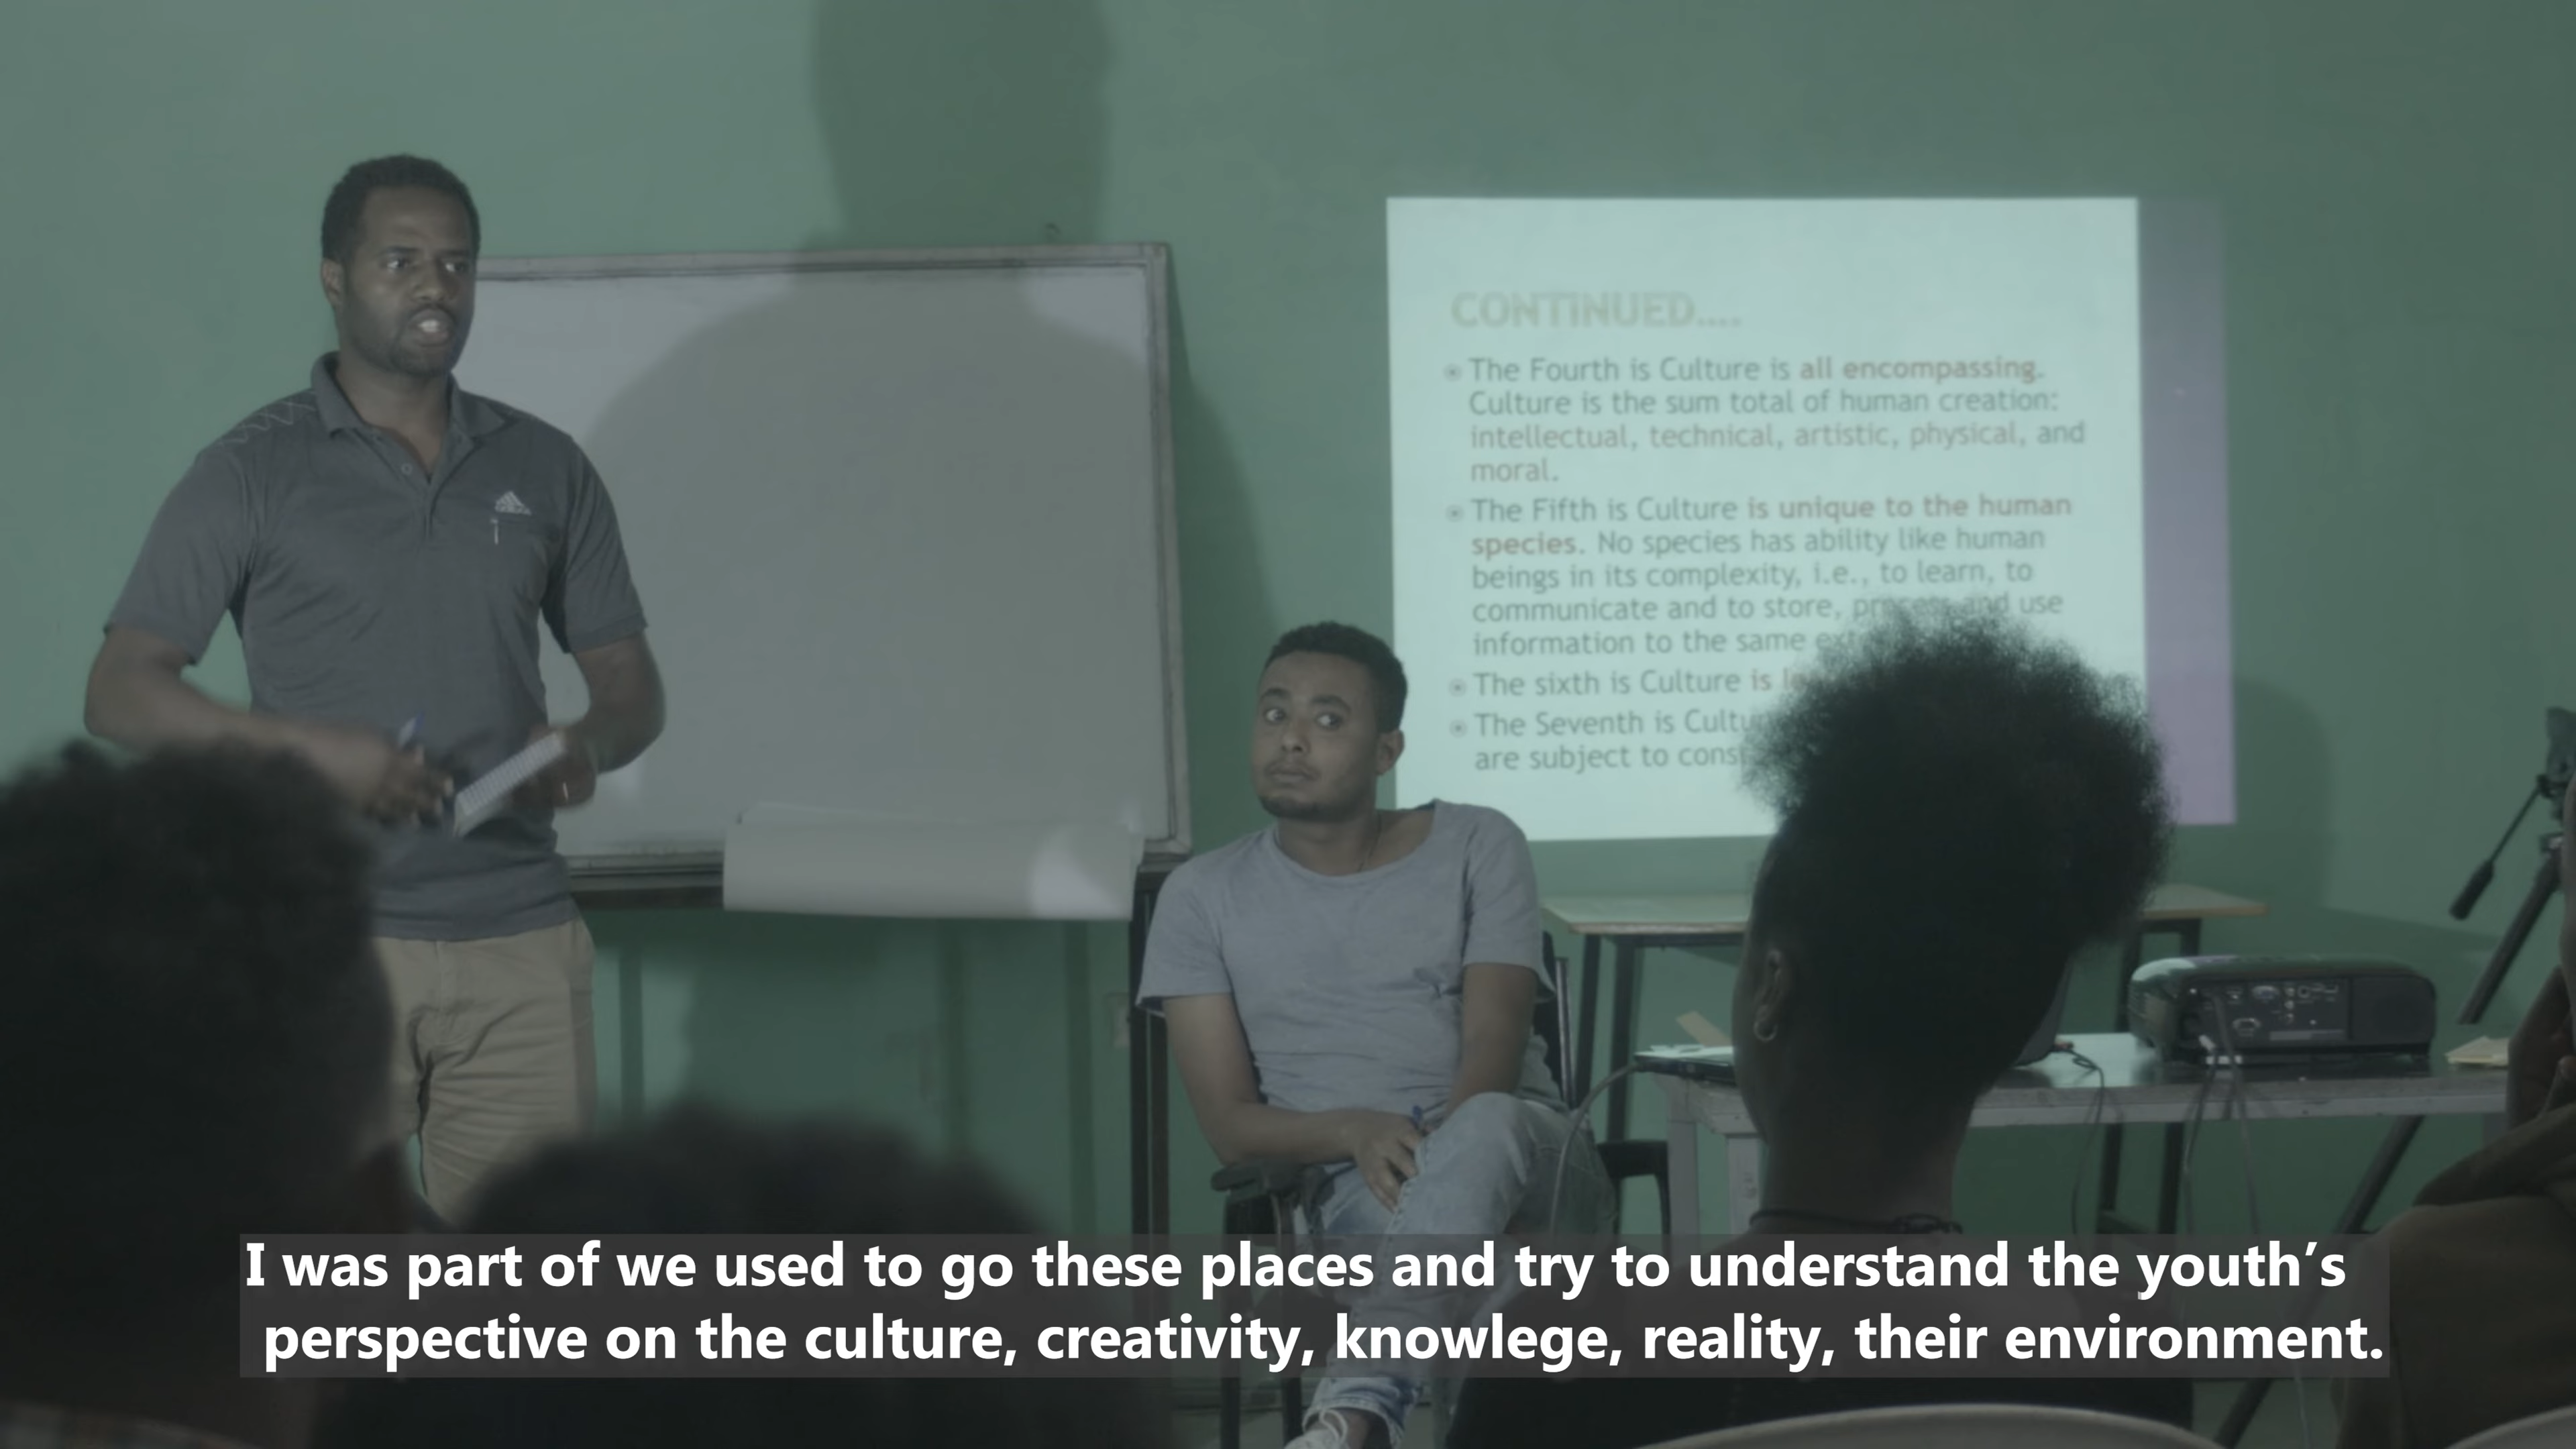 CONTINUED....
The Fourth is Culture is all encompassing.
Culture is the sum total of human creation:
intellectual, technical, artistic, physical, and
moral.
The Fifth is Culture is unique to the human
species. No species has ability like human
beings in its complexity, i.e., to learn, to
communicate and to store, process and use
information to the same
The sixth is Culture is
The Seventh is
are subject to
I was part of we used to go these places and try to understand the youth’s
perspective on the culture, creativity, knowlege, reality, their environment.